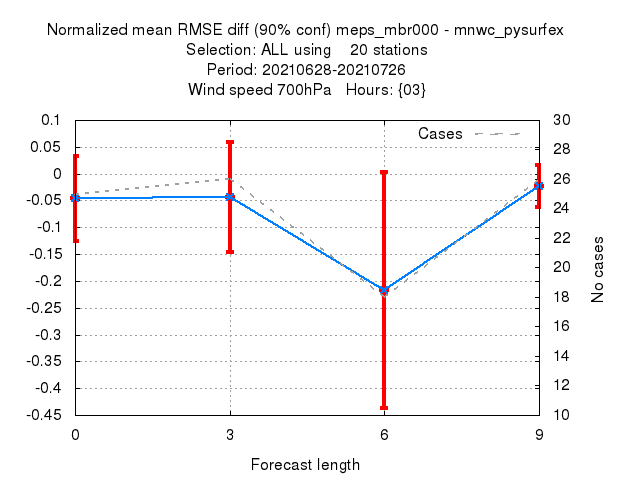 Normalized mean RMSE diff (90% conf) meps_mbr000 - mnwc_pysurfex
Selection: ALL using    20 stations
Period: 20210628-20210726
Wind speed 700hPa   Hours: {03}
Cases
0.1
0.05
0
-0.05
-0.1
-0.15
-0.2
-0.25
-0.3
-0.35
-0.4
-0.45
30
28
26
24
22
20
18
16
14
12
10
No cases
0 3 6 9
Forecast length